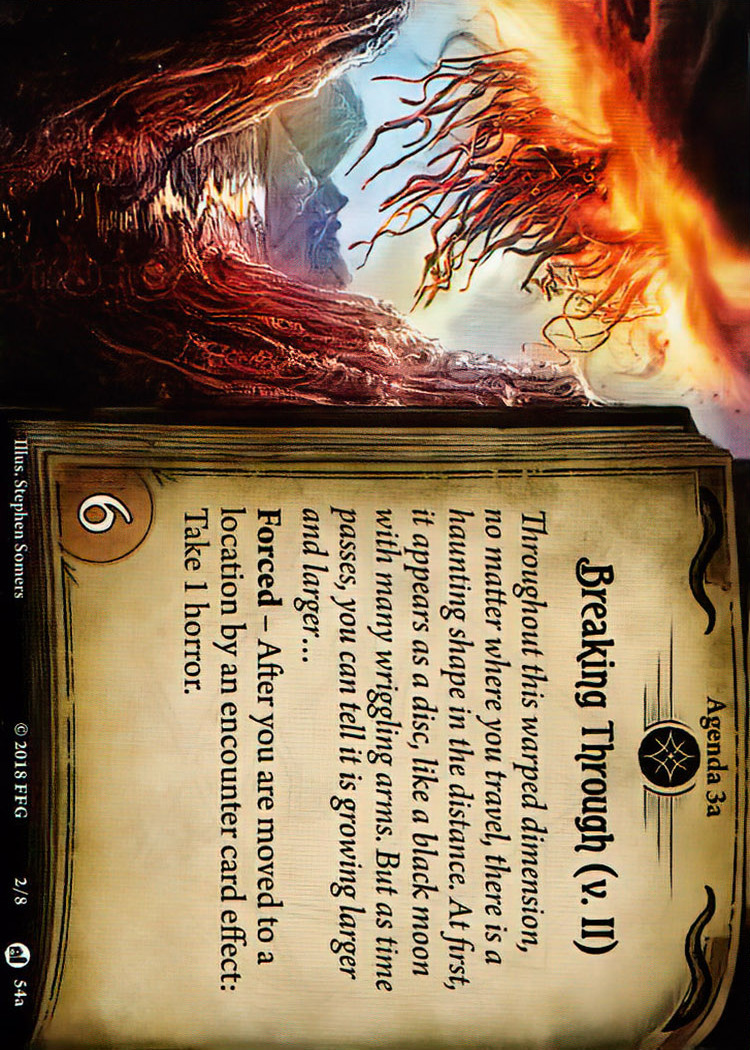 Agenda 3a
Breaking Through (v. II)
Throughout this warped dimension,
no matter where you travel, there is a
haunting shape in the distance. At first,
it appears as a disc, like a black moon
with many wriggling arms. But as time
passes, you can tell it is growing larger
and larger…
Forced – After you are moved to a
location by an encounter card effect:
Take 1 horror.
6
Illus. Stephen Somers
© 2018 FFG
2/8
54a